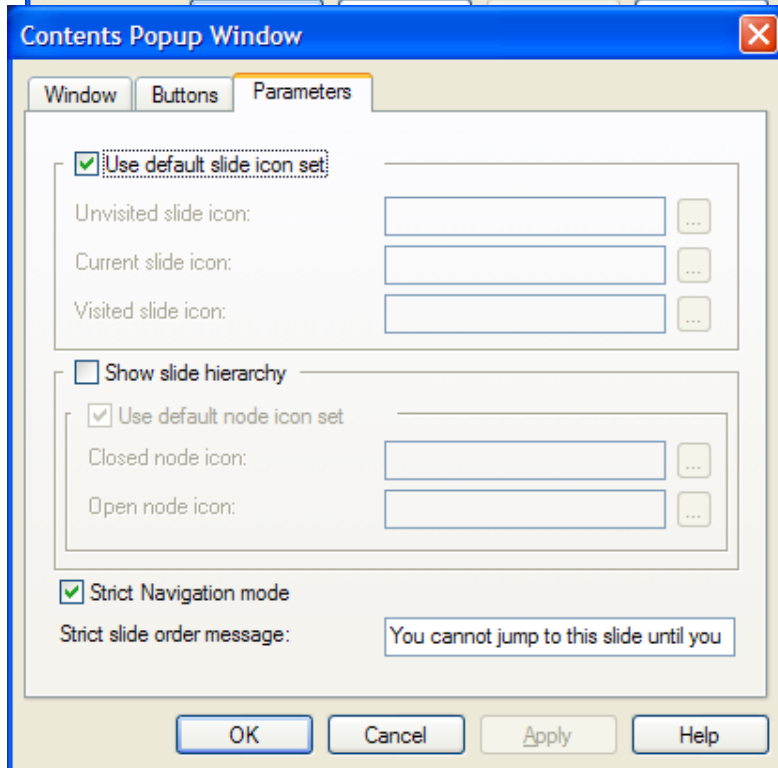 Contents Popup Window
Window Buttons Parameters
Use default slide icon set
Unvisited slide icon: ...
Current slide icon: ...
Visited slide icon: ...
Show slide hierarchy
Use default node icon set
Closed node icon: ...
Open node icon: ...
Strict Navigation mode
Strict slide order message: You cannot jump to this slide until you
OK Cancel Apply Help